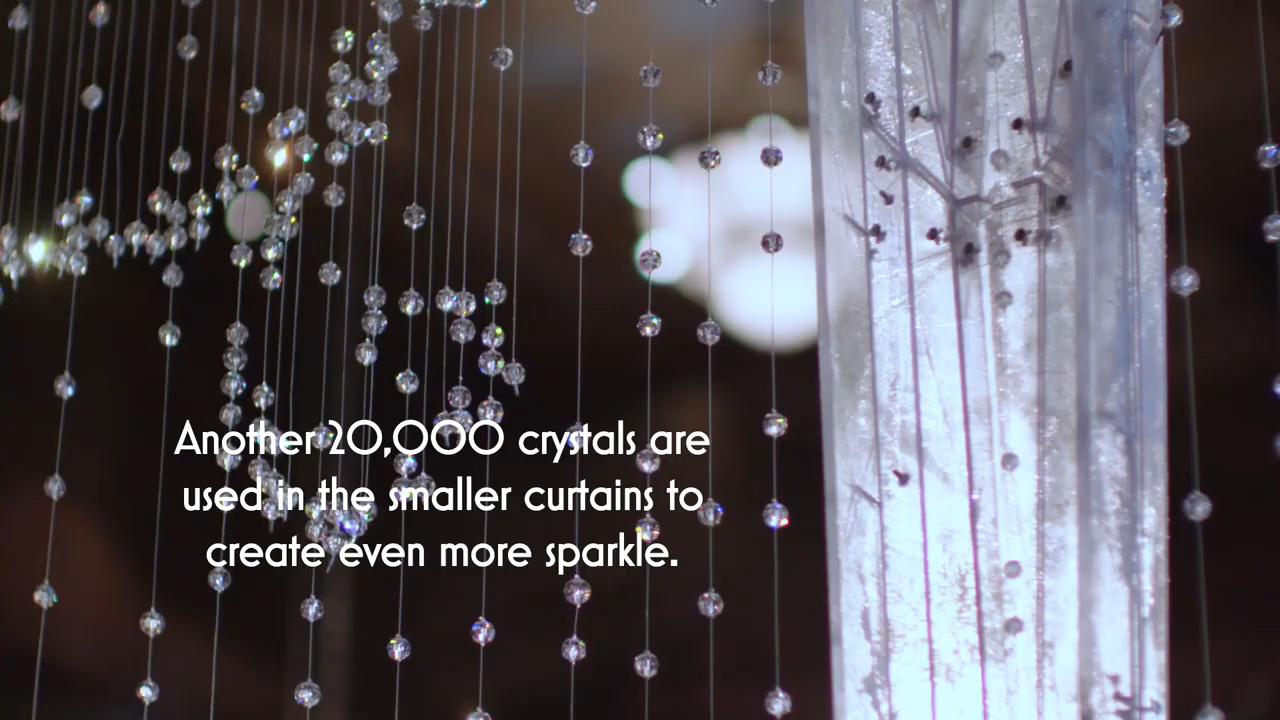 Another 20,000 crystals are
used in the smaller curtains to
create even more sparkle.